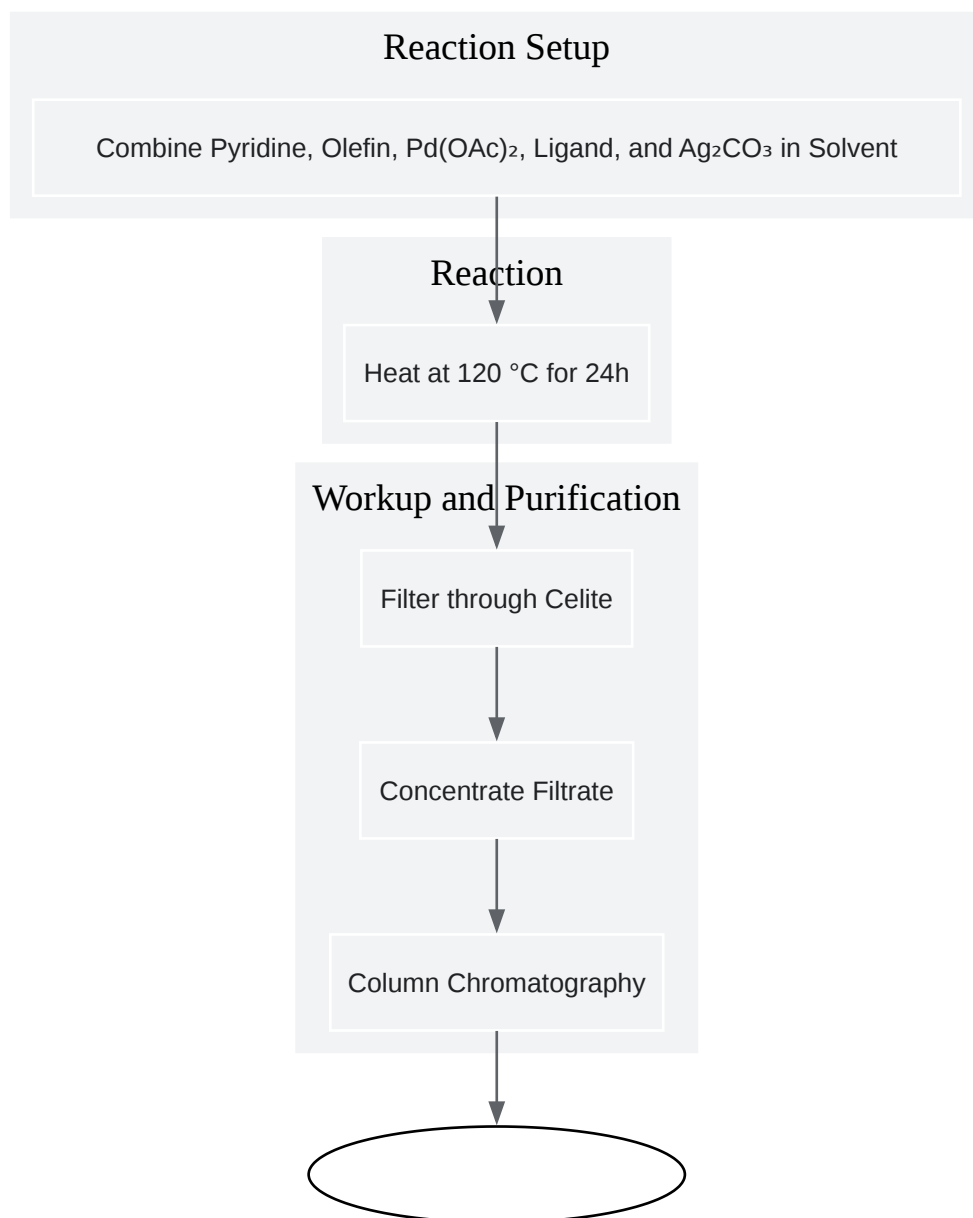 Reaction Setup
Combine Pyridine, Olefin, Pd(OAc)₂, Ligand, and Ag₂CO₃ in Solvent
Reaction
Heat at 120 °C for 24h
Workup and Purification
Filter through Celite
Concentrate Filtrate
Column Chromatography